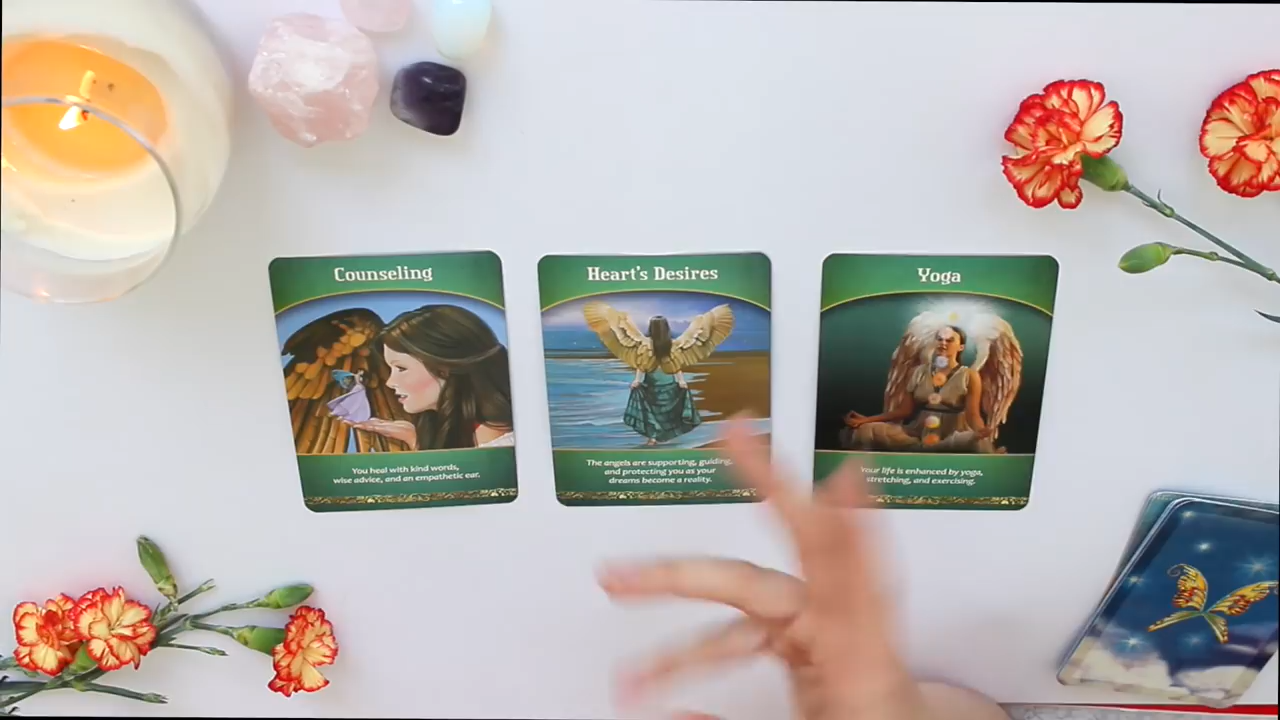 Counseling
You heal with kind words,
wise advice, and an empathetic ear.
Heart's Desires
The angels are supporting, guiding,
and protecting you as your
dreams become a reality.
Yoga
Your life is enhanced by yoga,
stretching, and exercising.